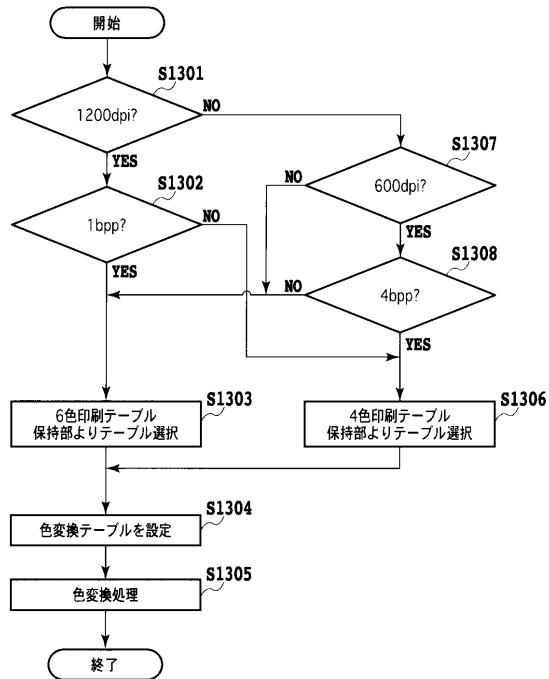 開始
S1301
1200dpi?
NO
YES
S1307
600dpi?
NO
YES
S1302
1bpp?
NO
YES
S1308
4bpp?
NO
YES
S1303
6色印刷テーブル
保持部よりテーブル選択
S1306
4色印刷テーブル
保持部よりテーブル選択
S1304
色変換テーブルを設定
S1305
色変換処理
終了